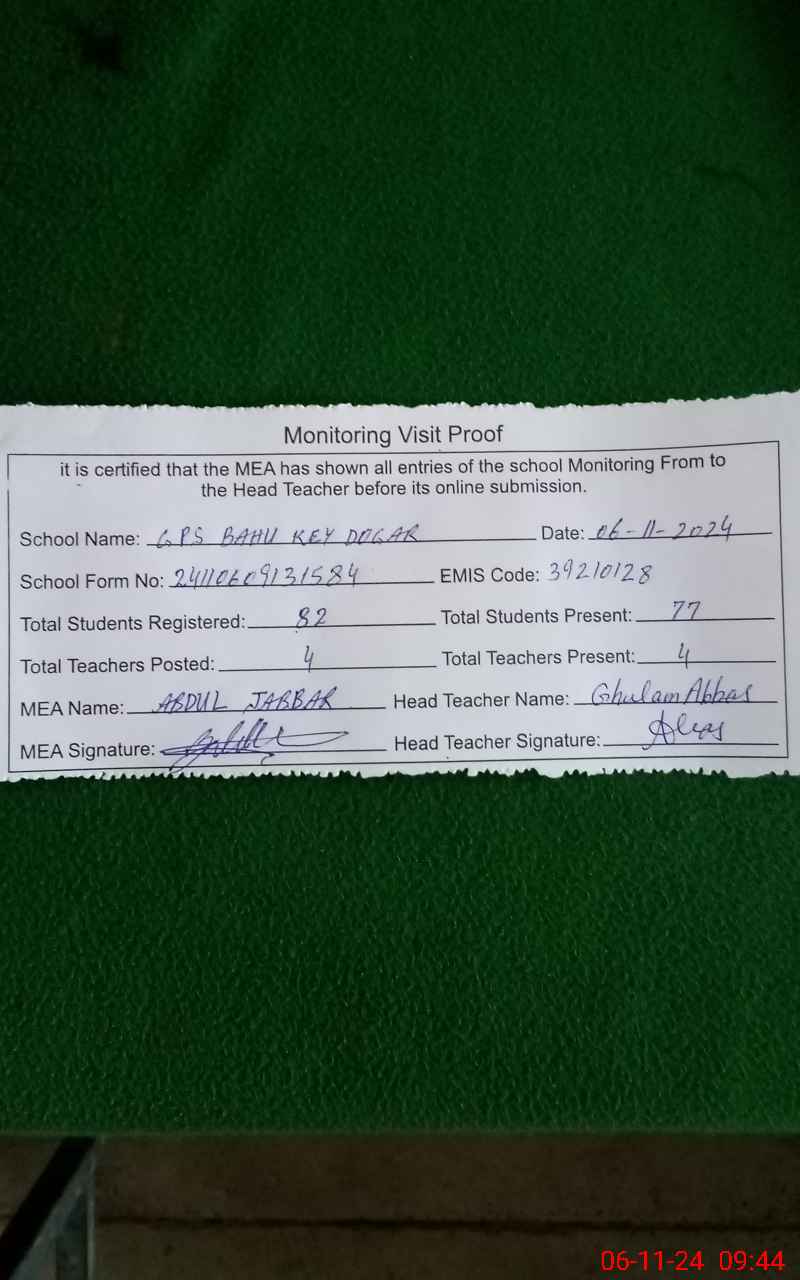 Monitoring Visit Proof
it is certified that the MEA has shown all entries of the school Monitoring From to
the Head Teacher before its online submission.
School Name: GPS BAHU KEY DOGAR Date: 06-11-2024
School Form No: 24110609131584 EMIS Code: 39210128
Total Students Registered: 82 Total Students Present: 77
Total Teachers Posted: 4 Total Teachers Present: 4
MEA Name: ABDUL JABBAR Head Teacher Name: Ghulam Abbas
MEA Signature: Head Teacher Signature:
06-11-24 09:44